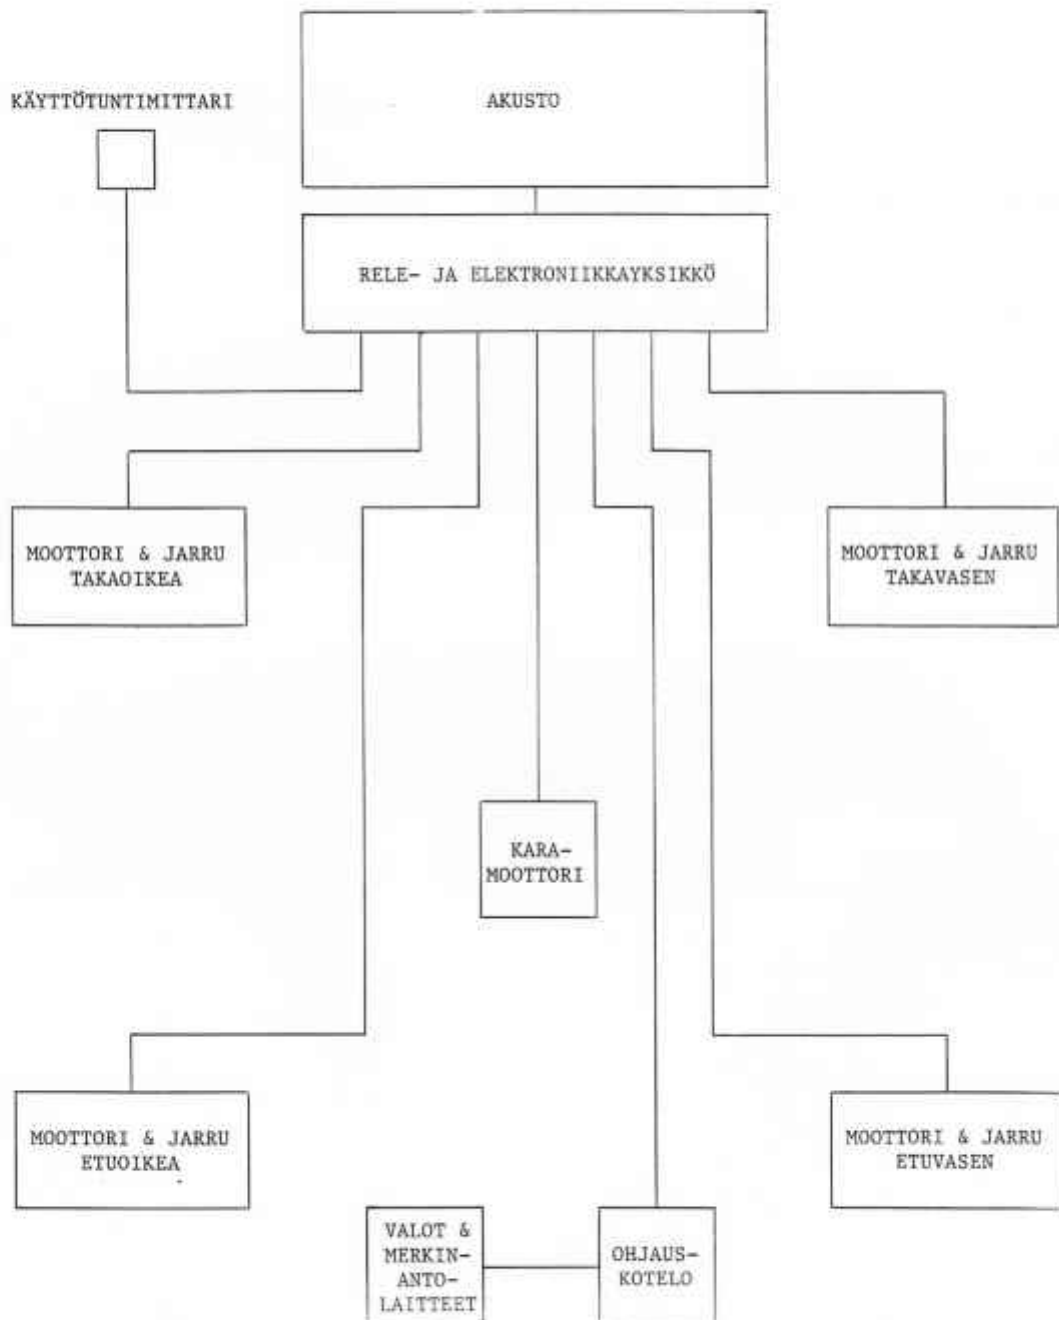 KÄYTTÖTUNTIMITTARI
AKUSTO
RELE- JA ELEKTRONIIKKAYKSIKKÖ
MOOTTORI & JARRU
TAKAOIKEA
MOOTTORI & JARRU
TAKAVASEN
KARA-
MOOTTORI
MOOTTORI & JARRU
ETUOIKEA
MOOTTORI & JARRU
ETUVASEN
VALOT &
MERKIN-
ANTO-
LAITTEET
OHJAUS-
KOTELO